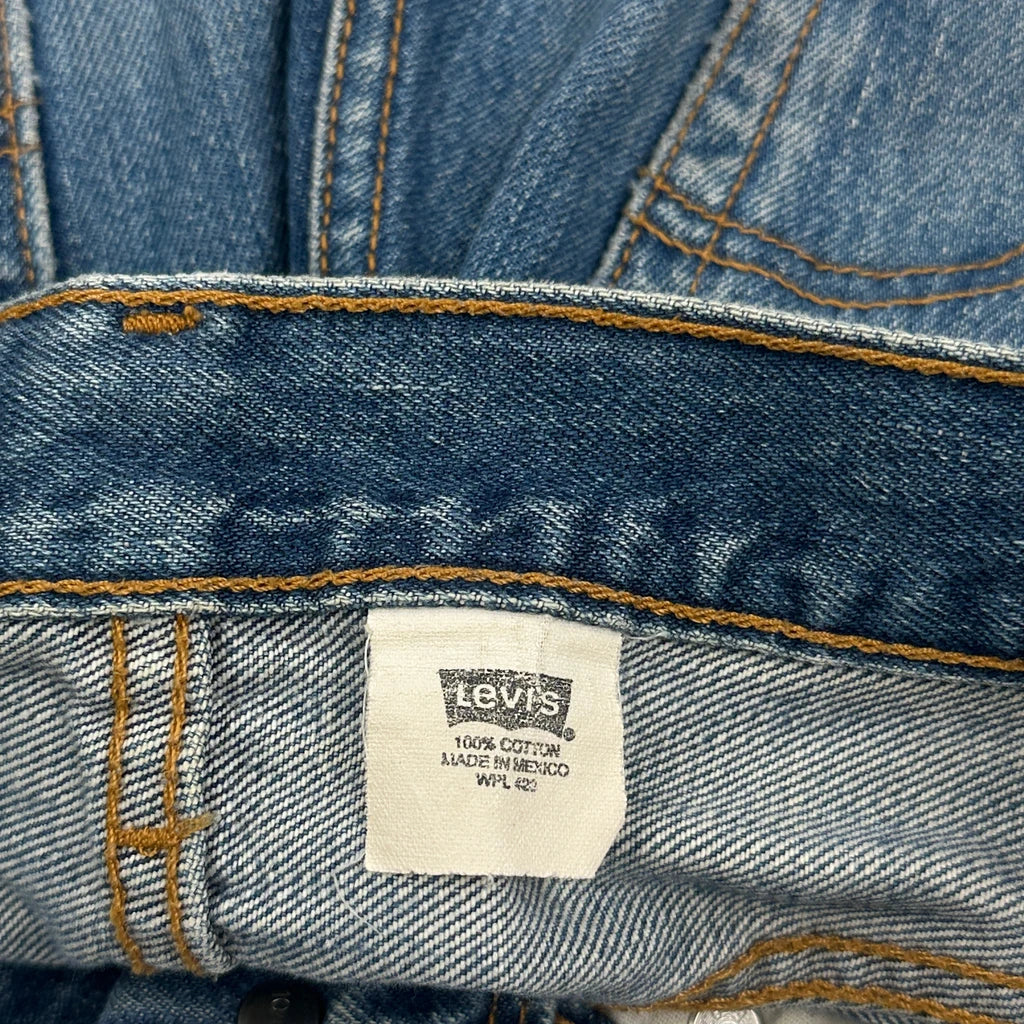 Levi's ®
100% COTTON
MADE IN MEXICO
WPL 423